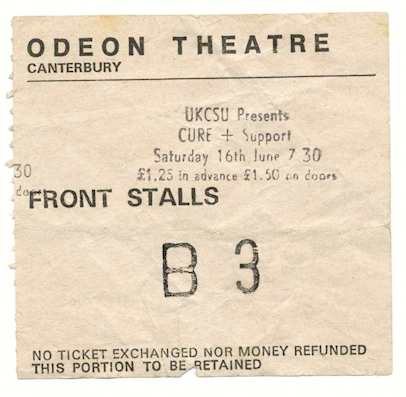 ODEON THEATRE
CANTERBURY
UKCSU Presents
CURE + Support
Saturday 16th June 7 30
£1.25 in advance £1.50 on doors
30
doors
FRONT STALLS
B 3
NO TICKET EXCHANGED NOR MONEY REFUNDED
THIS PORTION TO BE RETAINED